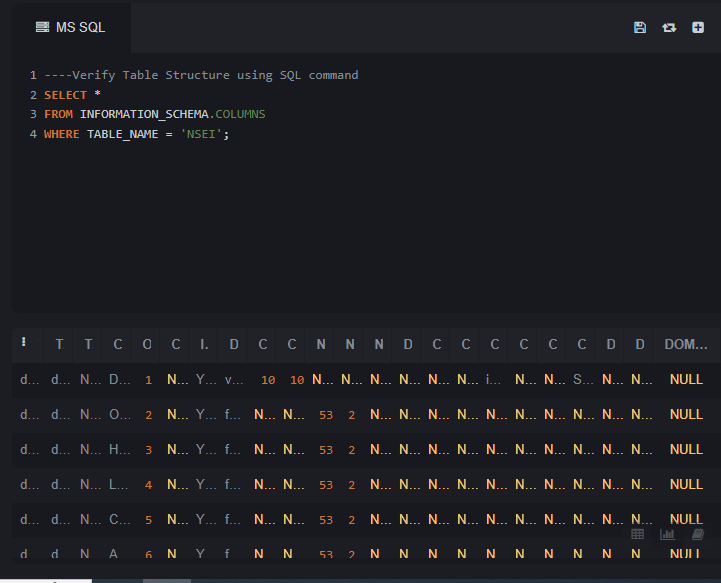 MS SQL
1 ----Verify Table Structure using SQL command
2 SELECT *
3 FROM INFORMATION_SCHEMA.COLUMNS
4 WHERE TABLE_NAME = 'NSEI';
T T C O C I. D C C N N N D C C C C C C D D DOM...
d... d... N... D... 1 N... Y... v... 10 10 N... N... N... N... N... N... i... N... N... S... N... N... NULL
d... d... N... O... 2 N... Y... f... N... N... 53 2 N... N... N... N... N... N... N... N... N... N... NULL
d... d... N... H... 3 N... Y... f... N... N... 53 2 N... N... N... N... N... N... N... N... N... N... NULL
d... d... N... L... 4 N... Y... f... N... N... 53 2 N... N... N... N... N... N... N... N... N... N... NULL
d... d... N... C... 5 N... Y... f... N... N... 53 2 N... N... N... N... N... N... N... N... N... N... NULL
d d N A 6 N Y f N N 53 2 N N N N N N N N N N NULL